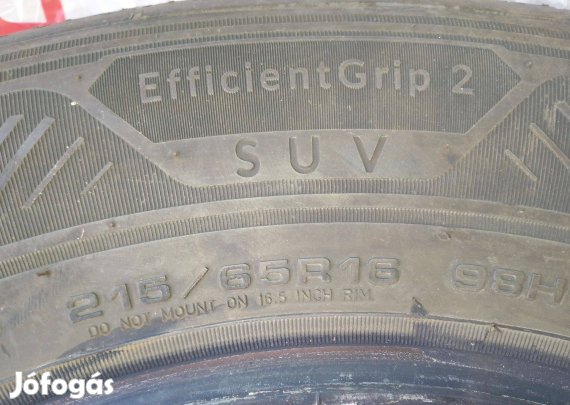 EfficientGrip 2
SUV
215/65R16 98H
DO NOT MOUNT ON 16.5 INCH RIM
Jófogás